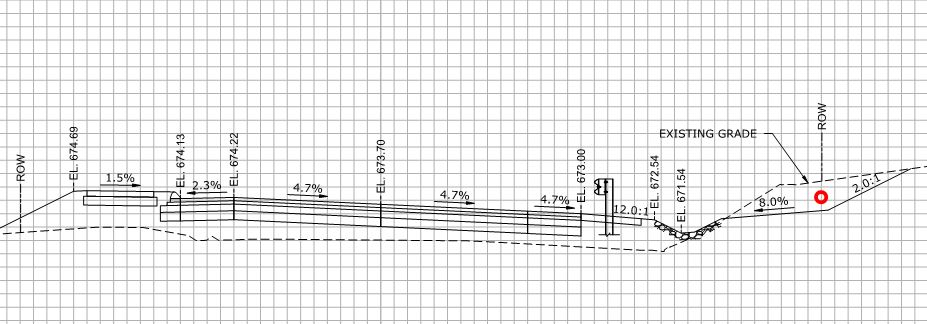 ROW
EL. 674.69
1.5%
EL. 674.13
2.3%
EL. 674.22
4.7%
EL. 673.70
4.7%
4.7%
EL. 673.00
12.0:1
EL. 672.54
EL. 671.54
EXISTING GRADE
ROW
8.0%
2.0:1